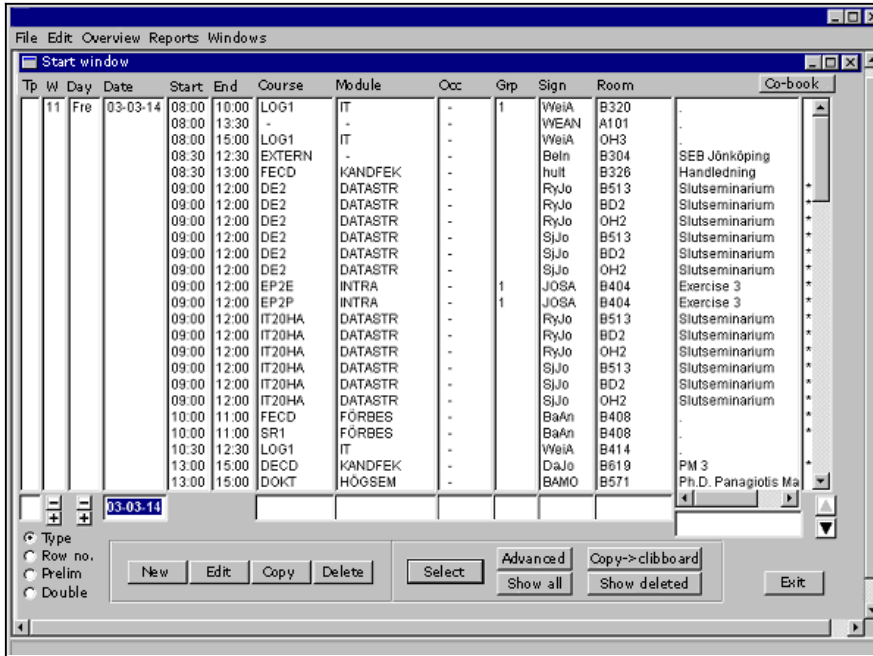 File Edit Overview Reports Windows
Start window
Tp W Day Date Start End Course Module Occ Grp Sign Room Co-book
11 Fre 03-03-14 08:00 10:00 LOG1 IT - 1 WeiA B320 .
08:00 13:30 - - - WEAN A101 .
08:00 15:00 LOG1 IT - WeiA OH3 .
08:30 12:30 EXTERN - - Beln B304 SEB Jönköping
08:30 13:00 FECD KANDFEK - hult B326 Handledning
09:00 12:00 DE2 DATASTR - RyJo B513 Slutseminarium *
09:00 12:00 DE2 DATASTR - RyJo BD2 Slutseminarium *
09:00 12:00 DE2 DATASTR - RyJo OH2 Slutseminarium *
09:00 12:00 DE2 DATASTR - SjJo B513 Slutseminarium *
09:00 12:00 DE2 DATASTR - SjJo BD2 Slutseminarium *
09:00 12:00 DE2 DATASTR - SjJo OH2 Slutseminarium *
09:00 12:00 EP2E INTRA - 1 JOSA B404 Exercise 3 *
09:00 12:00 EP2P INTRA - 1 JOSA B404 Exercise 3 *
09:00 12:00 IT20HA DATASTR - RyJo B513 Slutseminarium *
09:00 12:00 IT20HA DATASTR - RyJo BD2 Slutseminarium *
09:00 12:00 IT20HA DATASTR - RyJo OH2 Slutseminarium *
09:00 12:00 IT20HA DATASTR - SjJo B513 Slutseminarium *
09:00 12:00 IT20HA DATASTR - SjJo BD2 Slutseminarium *
09:00 12:00 IT20HA DATASTR - SjJo OH2 Slutseminarium *
10:00 11:00 FECD FÖRBES - BaAn B408 . *
10:00 11:00 SR1 FÖRBES - BaAn B408 . *
10:30 12:30 LOG1 IT - WeiA B414 .
13:00 15:00 DECD KANDFEK - DaJo B619 PM 3 *
13:00 15:00 DOKT HÖGSEM - BAMO B571 Ph.D. Panagiotis Ma
03-03-14
Type
Row no.
Prelim
Double
New Edit Copy Delete Select Advanced Copy->clibboard
Show all Show deleted Exit